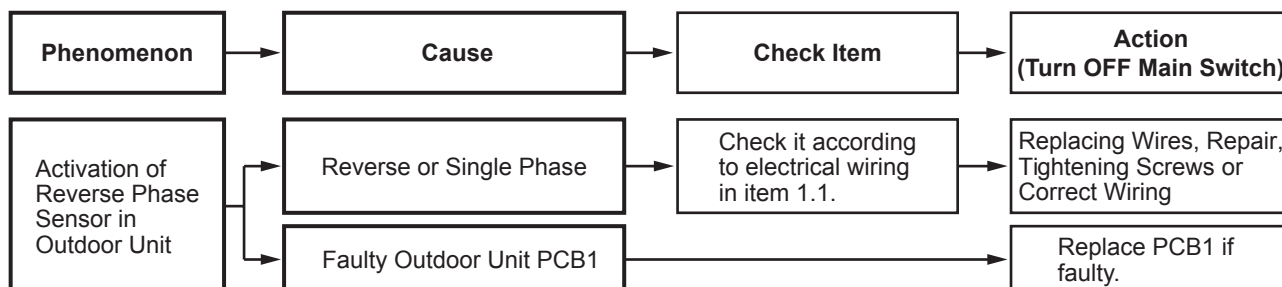 Phenomenon
Cause
Check Item
Action
(Turn OFF Main Switch)
Activation of
Reverse Phase
Sensor in
Outdoor Unit
Reverse or Single Phase
Check it according
to electrical wiring
in item 1.1.
Replacing Wires, Repair,
Tightening Screws or
Correct Wiring
Faulty Outdoor Unit PCB1
Replace PCB1 if
faulty.